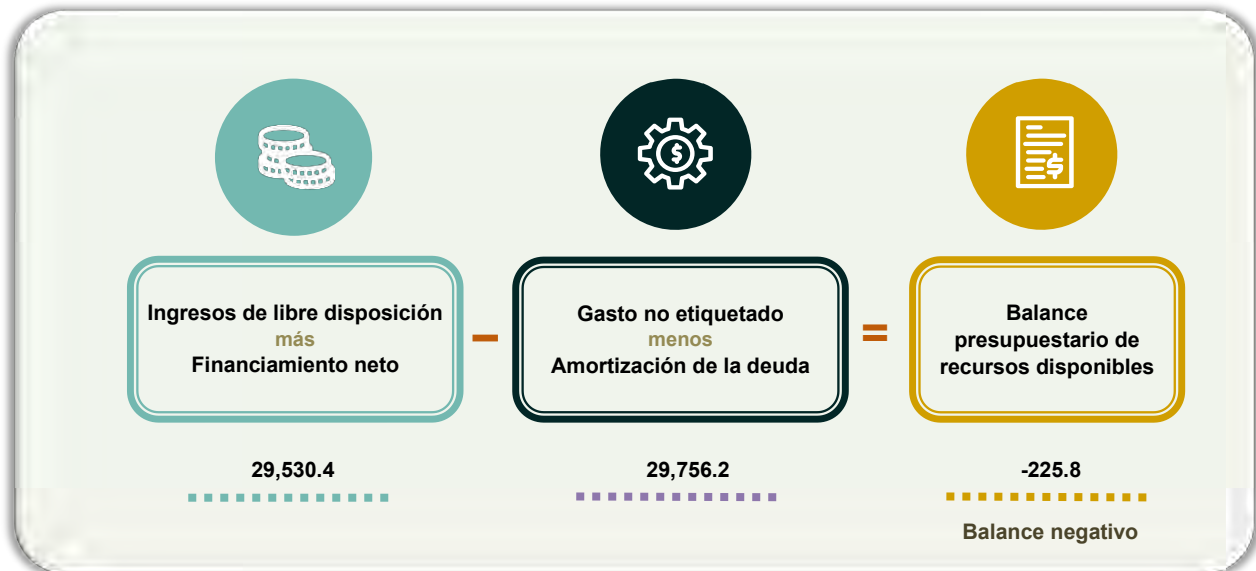 Ingresos de libre disposición
más
Financiamiento neto
–
Gasto no etiquetado
menos
Amortización de la deuda
=
Balance
presupuestario de
recursos disponibles
29,530.4
29,756.2
-225.8
Balance negativo